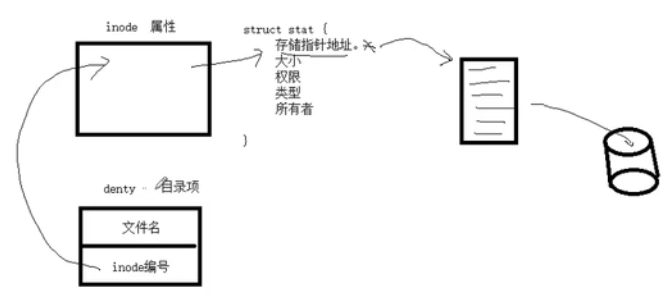 inode 属性
struct stat {
存储指针地址。
大小
权限
类型
所有者
}
denty 目录项
文件名
inode编号